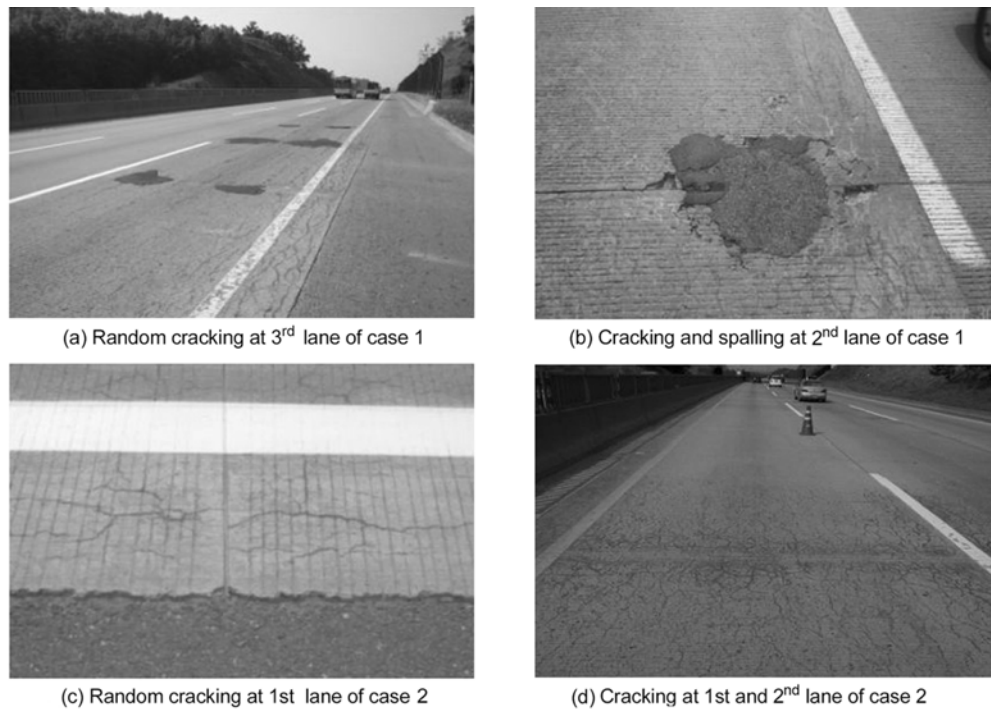 (a) Random cracking at 3rd lane of case 1
(b) Cracking and spalling at 2nd lane of case 1
(c) Random cracking at 1st lane of case 2
(d) Cracking at 1st and 2nd lane of case 2